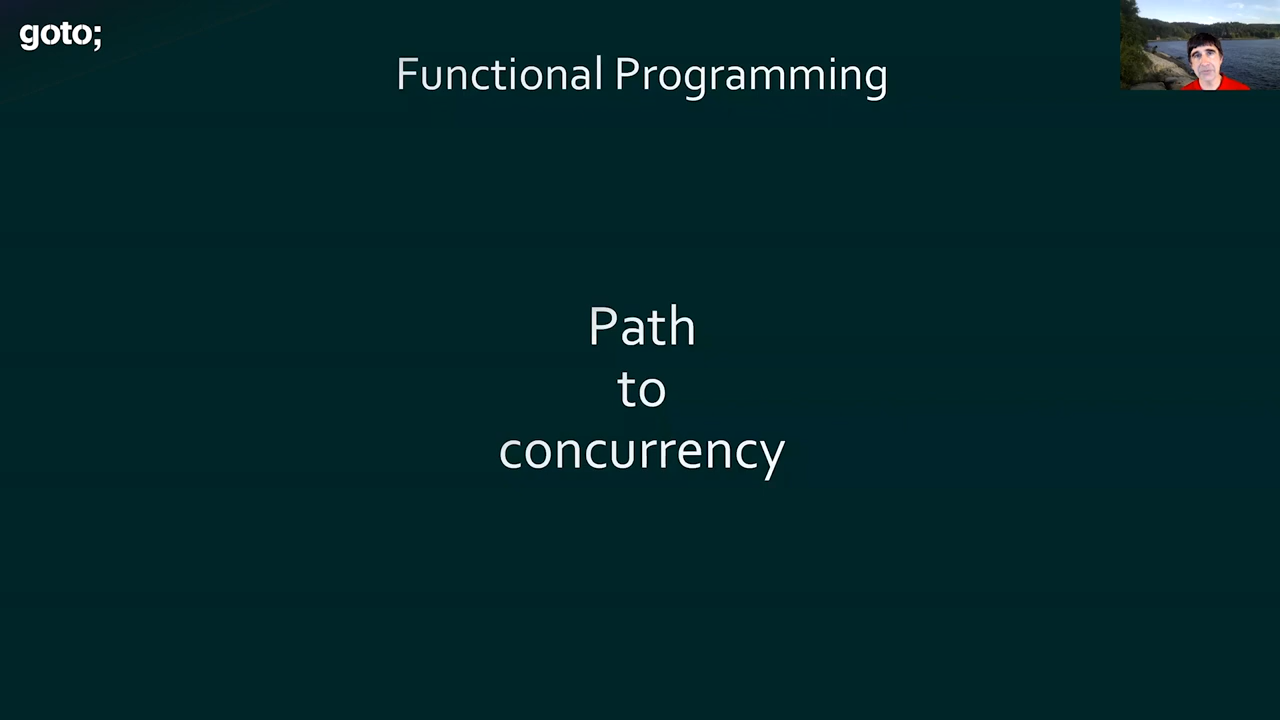 goto;
Functional Programming
Path
to
concurrency